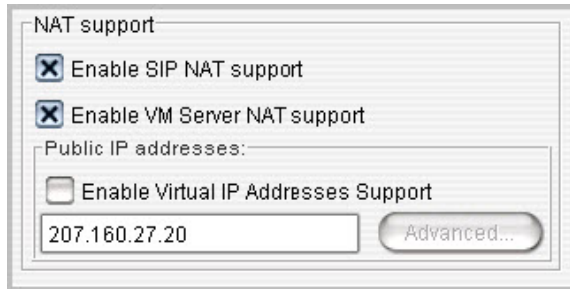 NAT support
Enable SIP NAT support
Enable VM Server NAT support
Public IP addresses:
Enable Virtual IP Addresses Support
207.160.27.20 Advanced...